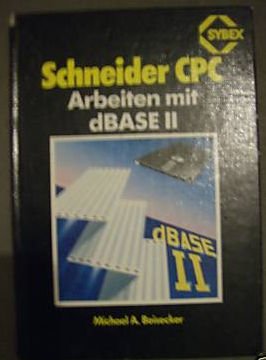 SYBEX
Schneider CPC
Arbeiten mit
dBASE II
dBASE
II
Michael A. Beisecker